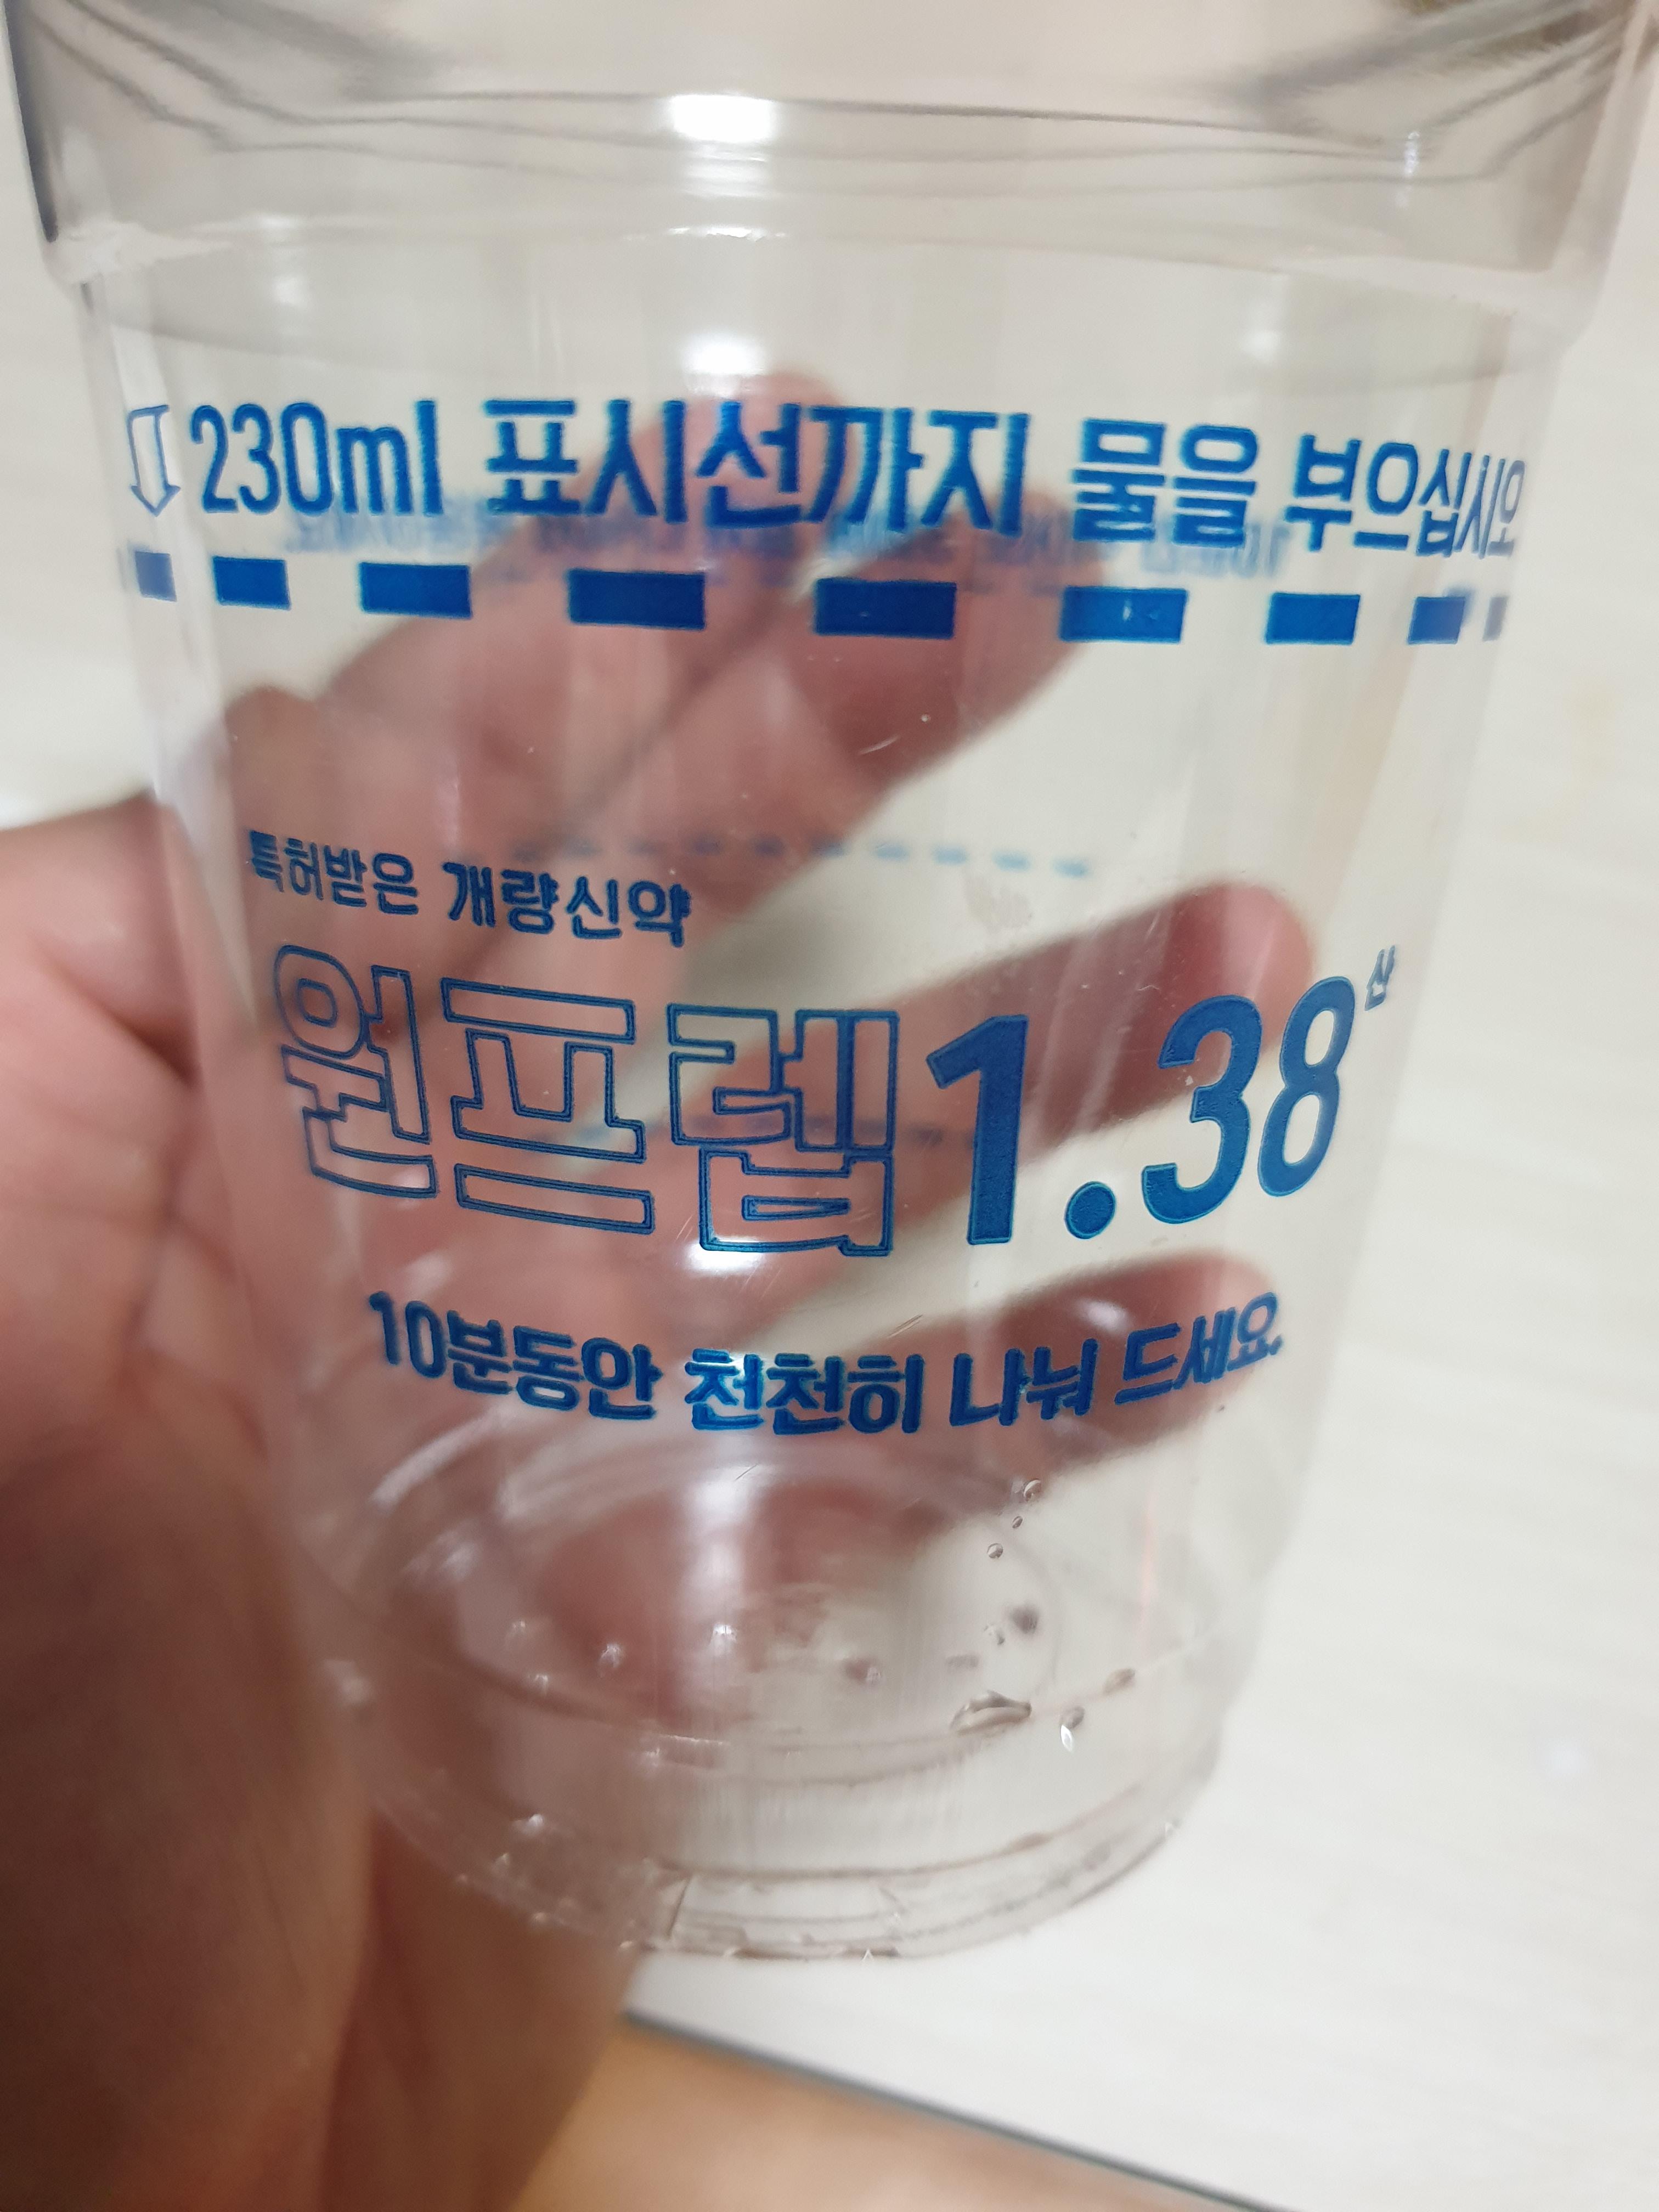 230ml 표시선까지 물을 부으십시오
특허받은 개량신약
원프렙1.38산
10분동안 천천히 나눠 드세요.